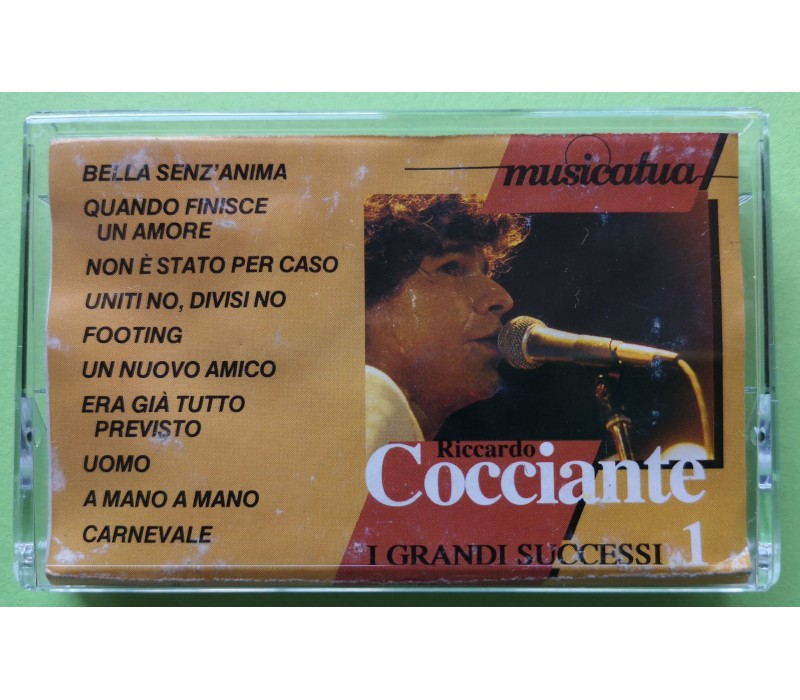 BELLA SENZ'ANIMA
QUANDO FINISCE
UN AMORE
NON È STATO PER CASO
UNITI NO, DIVISI NO
FOOTING
UN NUOVO AMICO
ERA GIÀ TUTTO
PREVISTO
UOMO
A MANO A MANO
CARNEVALE
musicatua
Riccardo
Cocciante
I GRANDI SUCCESSI 1